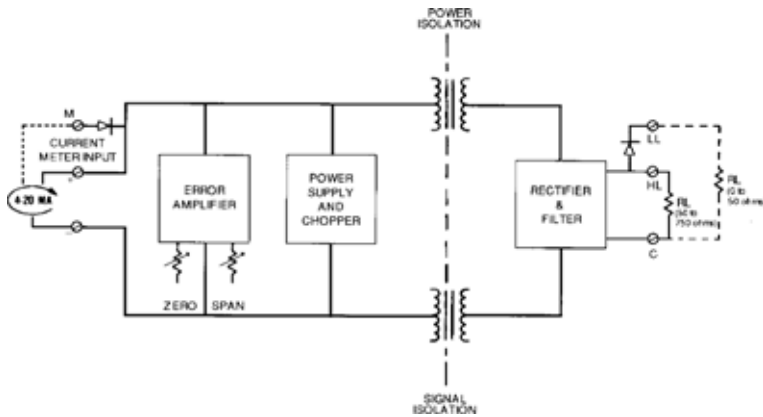 POWER
ISOLATION
M
CURRENT
METER INPUT
+
4-20 MA
-
ERROR
AMPLIFIER
ZERO
SPAN
POWER
SUPPLY
AND
CHOPPER
RECTIFIER
&
FILTER
LL
HL
C
RL
(50 to
750 ohms)
RL
(0 to
50 ohms)
SIGNAL
ISOLATION